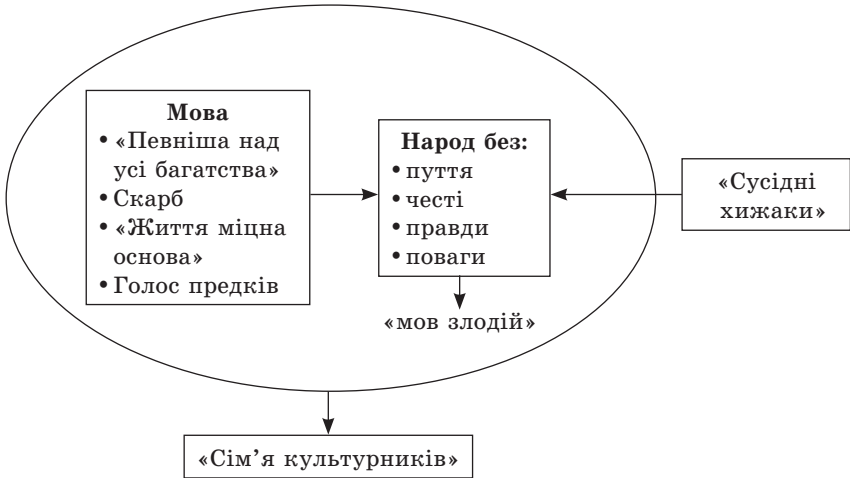 Мова
• «Певніша над
усі багатства»
• Скарб
• «Життя міцна
основа»
• Голос предків
Народ без:
• пуття
• честі
• правди
• поваги
«мов злодій»
«Сусідні
хижаки»
«Сім'я культурників»